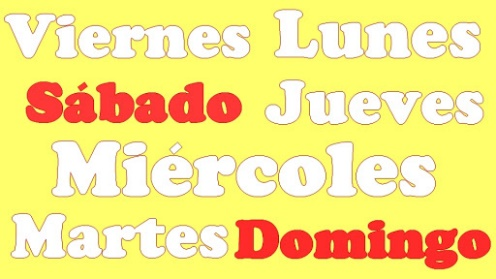 Viernes Lunes
Sábado Jueves
Miércoles
Martes Domingo